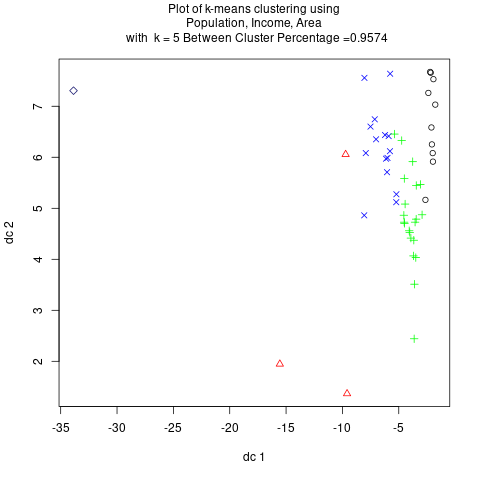 Plot of k-means clustering using
Population, Income, Area
with k = 5 Between Cluster Percentage =0.9574
dc 2
7
6
5
4
3
2
-35 -30 -25 -20 -15 -10 -5
dc 1